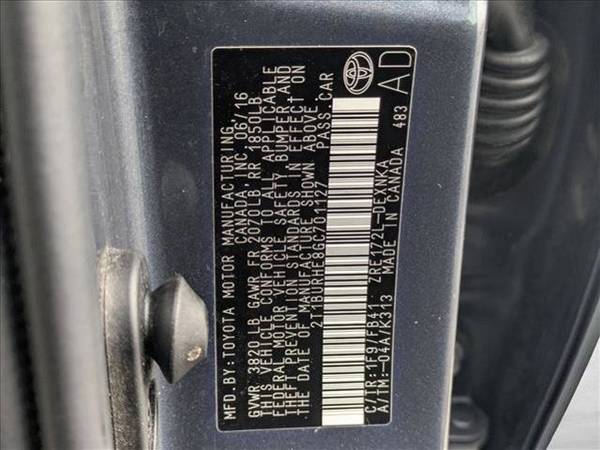 MFD.BY:TOYOTA MOTOR MANUFACTURING
CANADA,INC. 06/16
GVWR 3820LB GAWR FR 2070LB RR 1850LB
THIS VEHICLE CONFORMS TO ALL APPLICABLE
FEDERAL MOTOR VEHICLE SAFETY, BUMPER AND
THEFT PREVENTION STANDARDS IN EFFECT ON
THE DATE OF MANUFACTURE SHOWN ABOVE.
2T1BURHE8GC701127 PASS.CAR
C/TR:1F9/FB41 ZRE172L-DEXNKA
A/TM:-04A/K313 MADE IN CANADA 483
AD